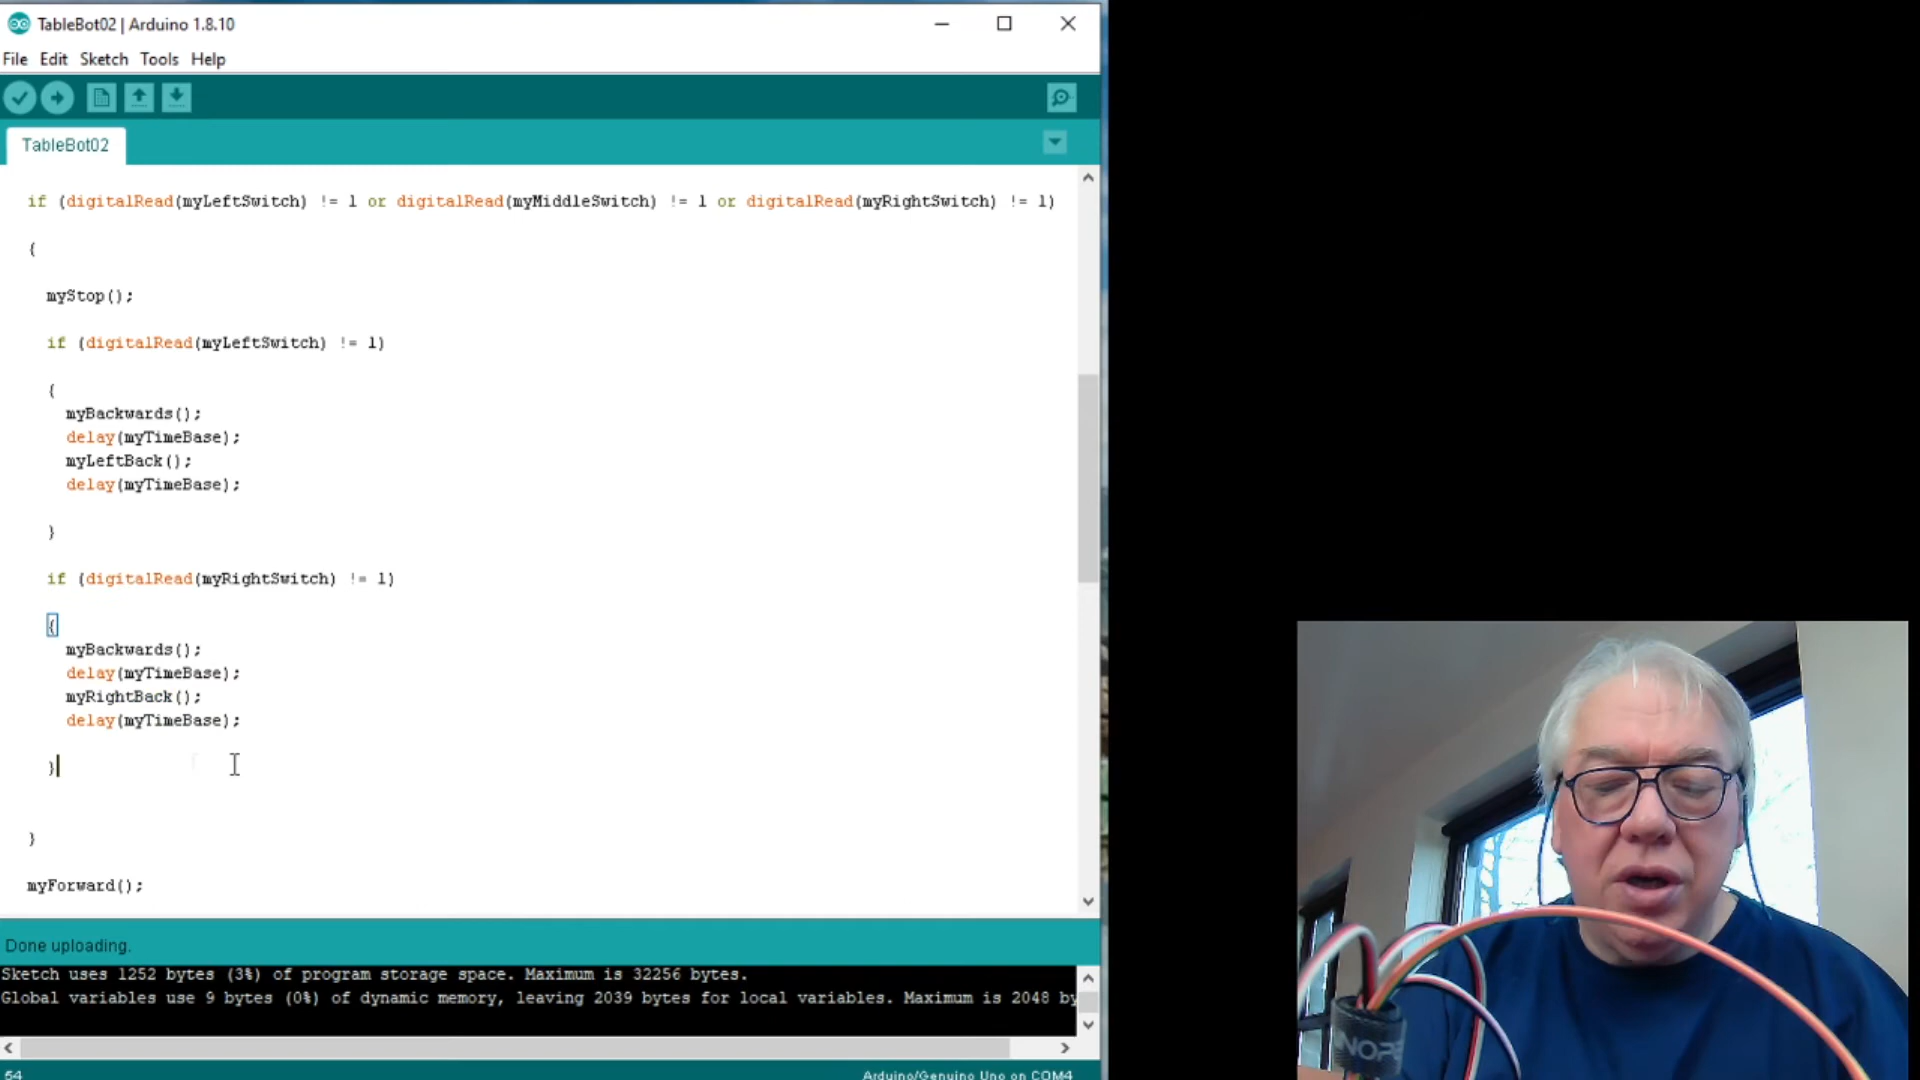 TableBot02 | Arduino 1.8.10
File Edit Sketch Tools Help
TableBot02
if (digitalRead(myLeftSwitch) != 1 or digitalRead(myMiddleSwitch) != 1 or digitalRead(myRightSwitch) != 1)
{
myStop();
if (digitalRead(myLeftSwitch) != 1)
{
myBackwards();
delay(myTimeBase);
myLeftBack();
delay(myTimeBase);
}
if (digitalRead(myRightSwitch) != 1)
{
myBackwards();
delay(myTimeBase);
myRightBack();
delay(myTimeBase);
}
}
myForward();
Done uploading.
Sketch uses 1252 bytes (3%) of program storage space. Maximum is 32256 bytes.
Global variables use 9 bytes (0%) of dynamic memory, leaving 2039 bytes for local variables. Maximum is 2048 by
54 Arduino/Genuino Uno on COM4